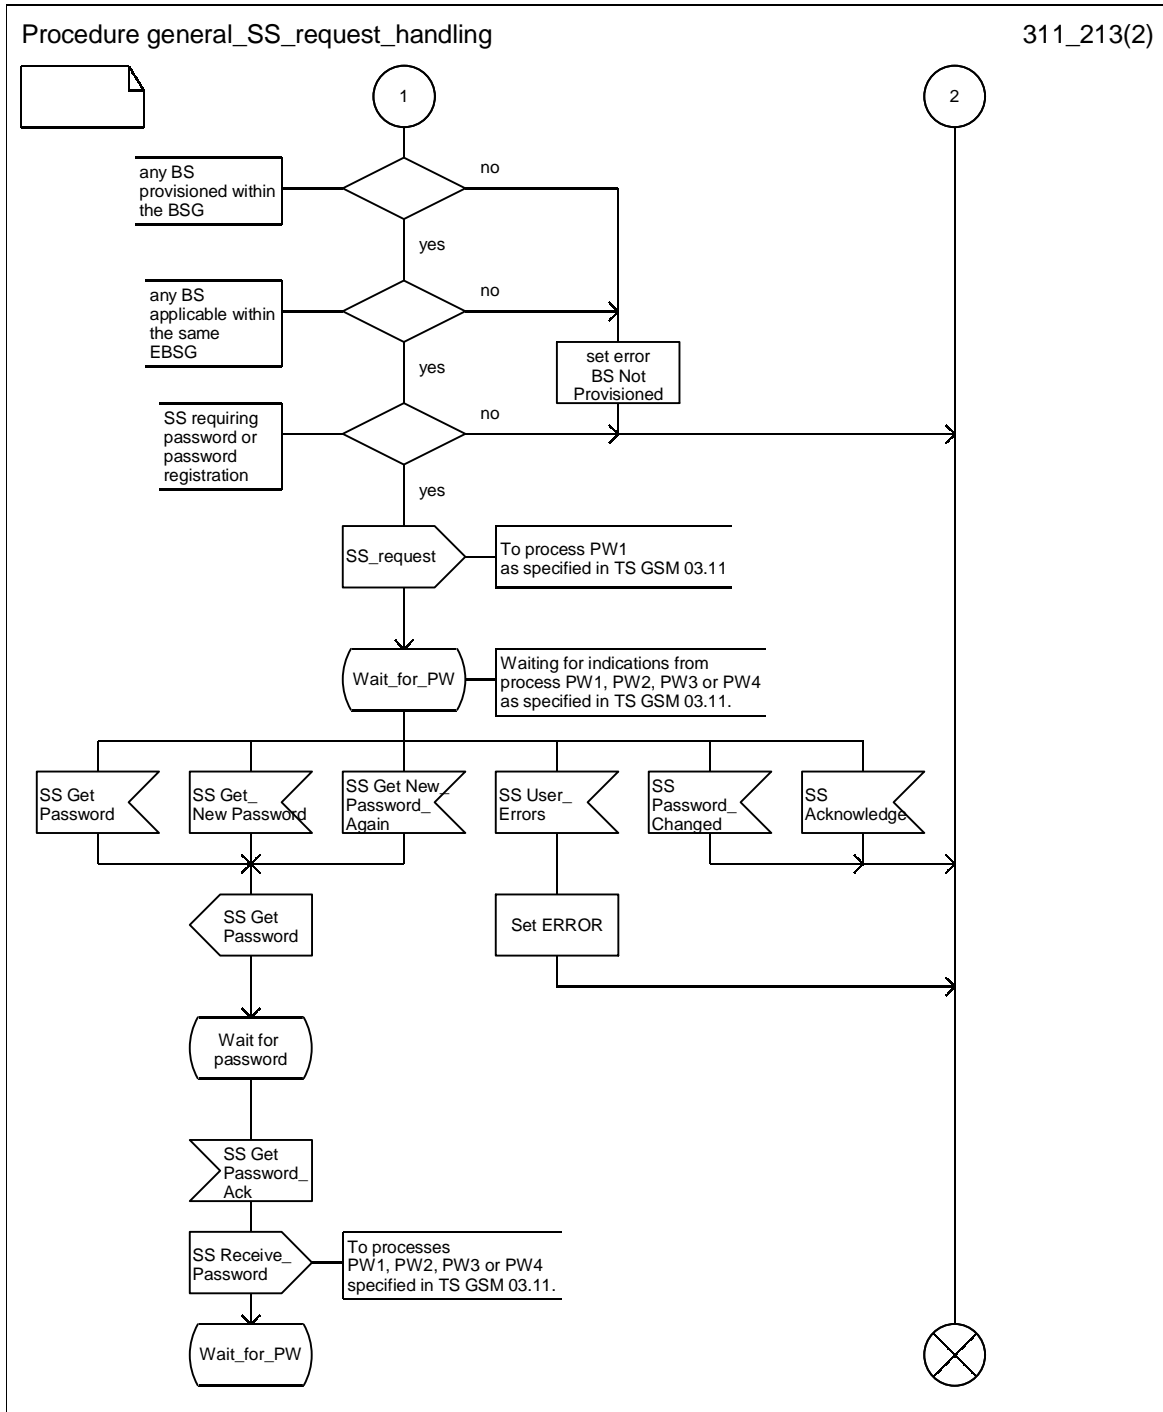 Procedure general_SS_request_handling
311_213(2)
1
2
any BS
provisioned within
the BSG
no
yes
any BS
applicable within
the same
EBSG
no
yes
set error
BS Not
Provisioned
SS requiring
password or
password
registration
no
yes
SS_request
To process PW1
as specified in TS GSM 03.11
Wait_for_PW
Waiting for indications from
process PW1, PW2, PW3 or PW4
as specified in TS GSM 03.11.
SS Get
Password
SS Get_
New Password
SS Get New_
Password_
Again
SS User_
Errors
SS
Password_
Changed
SS
Acknowledge
SS Get
Password
Set ERROR
Wait for
password
SS Get
Password_
Ack
SS Receive_
Password
To processes
PW1, PW2, PW3 or PW4
specified in TS GSM 03.11.
Wait_for_PW